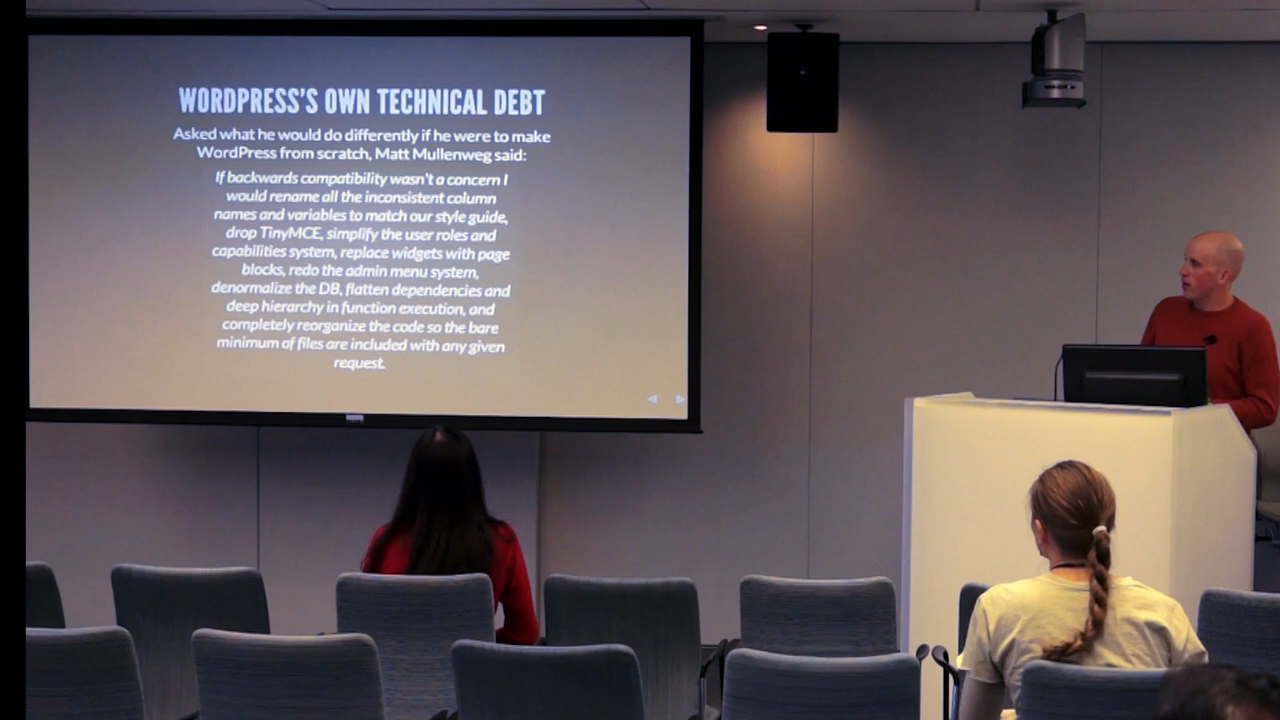 WORDPRESS'S OWN TECHNICAL DEBT
Asked what he would do differently if he were to make
WordPress from scratch, Matt Mullenweg said:
If backwards compatibility wasn't a concern I
would rename all the inconsistent column
names and variables to match our style guide,
drop TinyMCE, simplify the user roles and
capabilities system, replace widgets with page
blocks, redo the admin menu system,
denormalize the DB, flatten dependencies and
deep hierarchy in function execution, and
completely reorganize the code so the bare
minimum of files are included with any given
request.